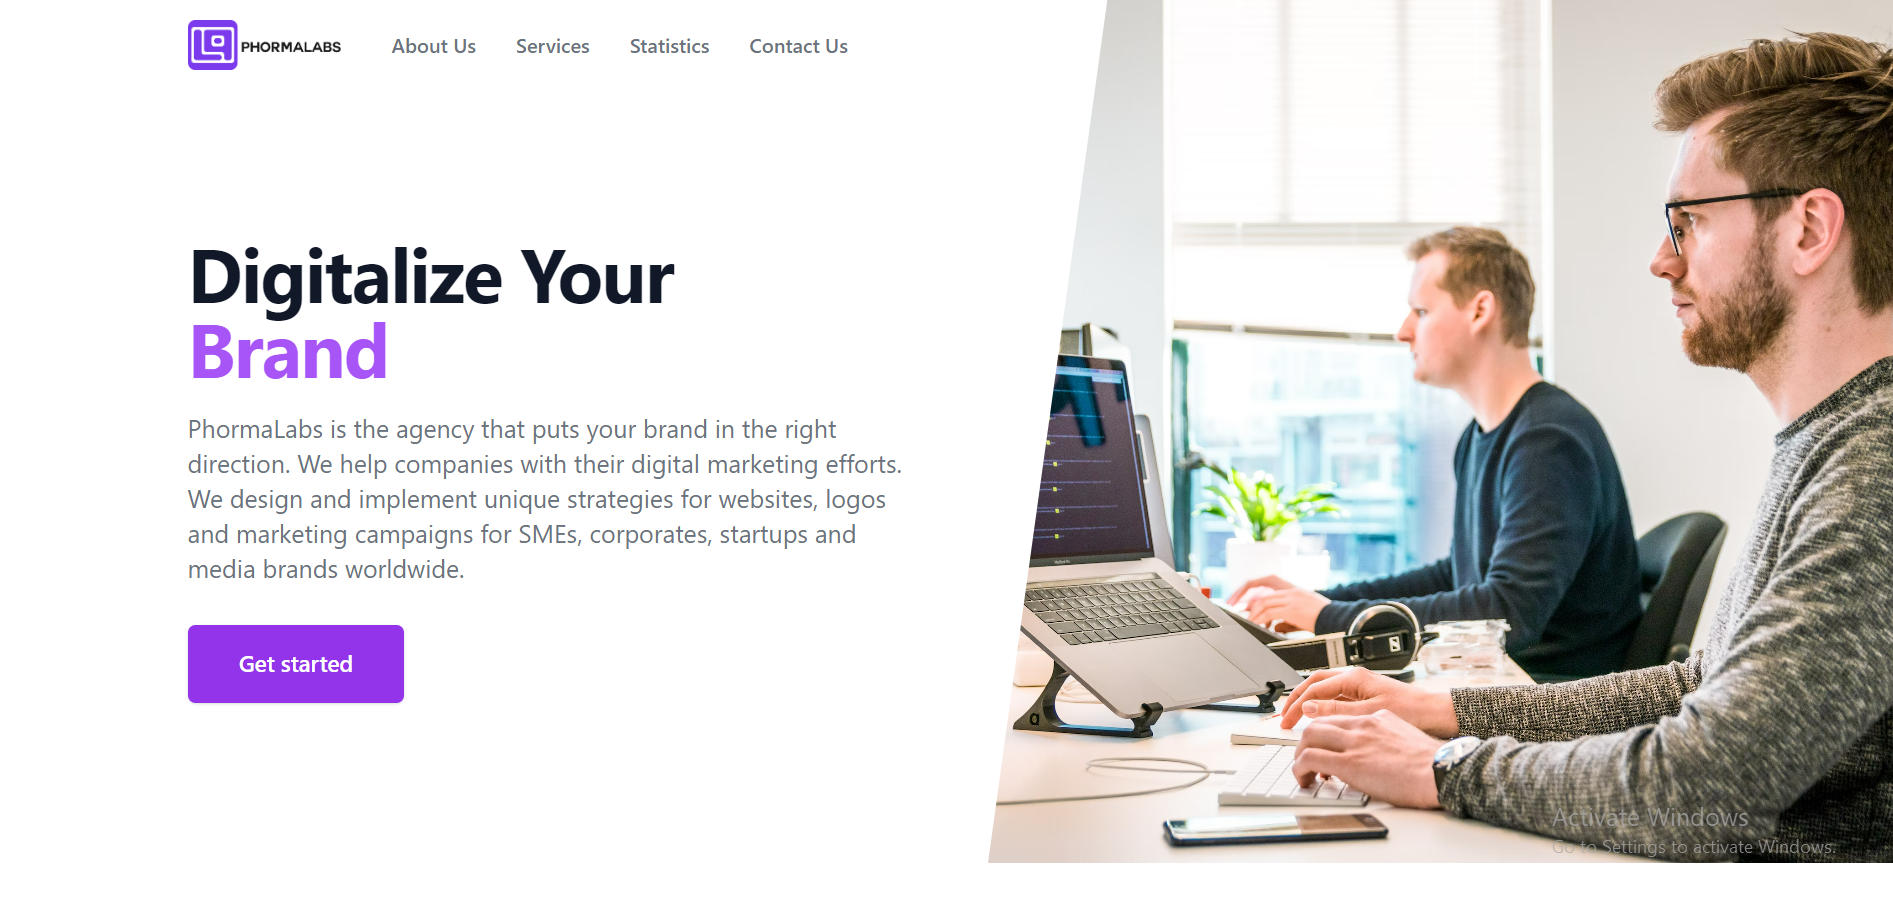 PHORMALABS
About Us Services Statistics Contact Us
Digitalize Your
Brand
PhormaLabs is the agency that puts your brand in the right
direction. We help companies with their digital marketing efforts.
We design and implement unique strategies for websites, logos
and marketing campaigns for SMEs, corporates, startups and
media brands worldwide.
Get started
Activate Windows
Go to Settings to activate Windows.